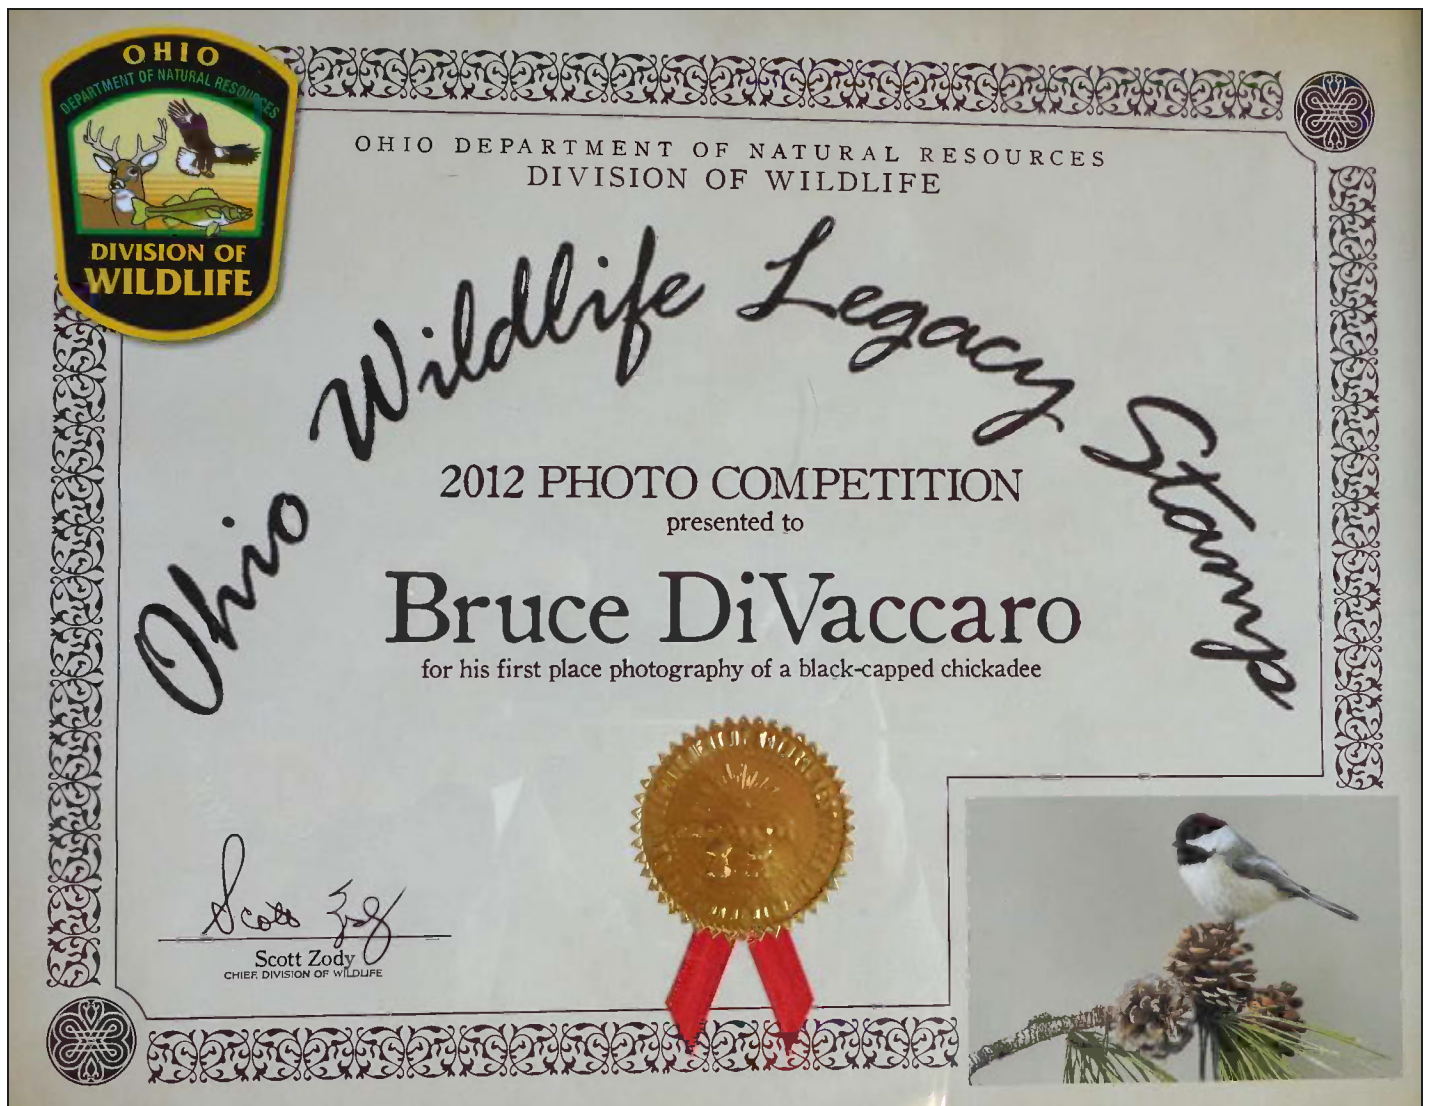 OHIO
DEPARTMENT OF NATURAL RESOURCES
DIVISION OF
WILDLIFE
OHIO DEPARTMENT OF NATURAL RESOURCES
DIVISION OF WILDLIFE
Ohio Wildlife Legacy Stamp
2012 PHOTO COMPETITION
presented to
Bruce DiVaccaro
for his first place photography of a black-capped chickadee
Scott Zody
Scott Zody
CHIEF, DIVISION OF WILDLIFE